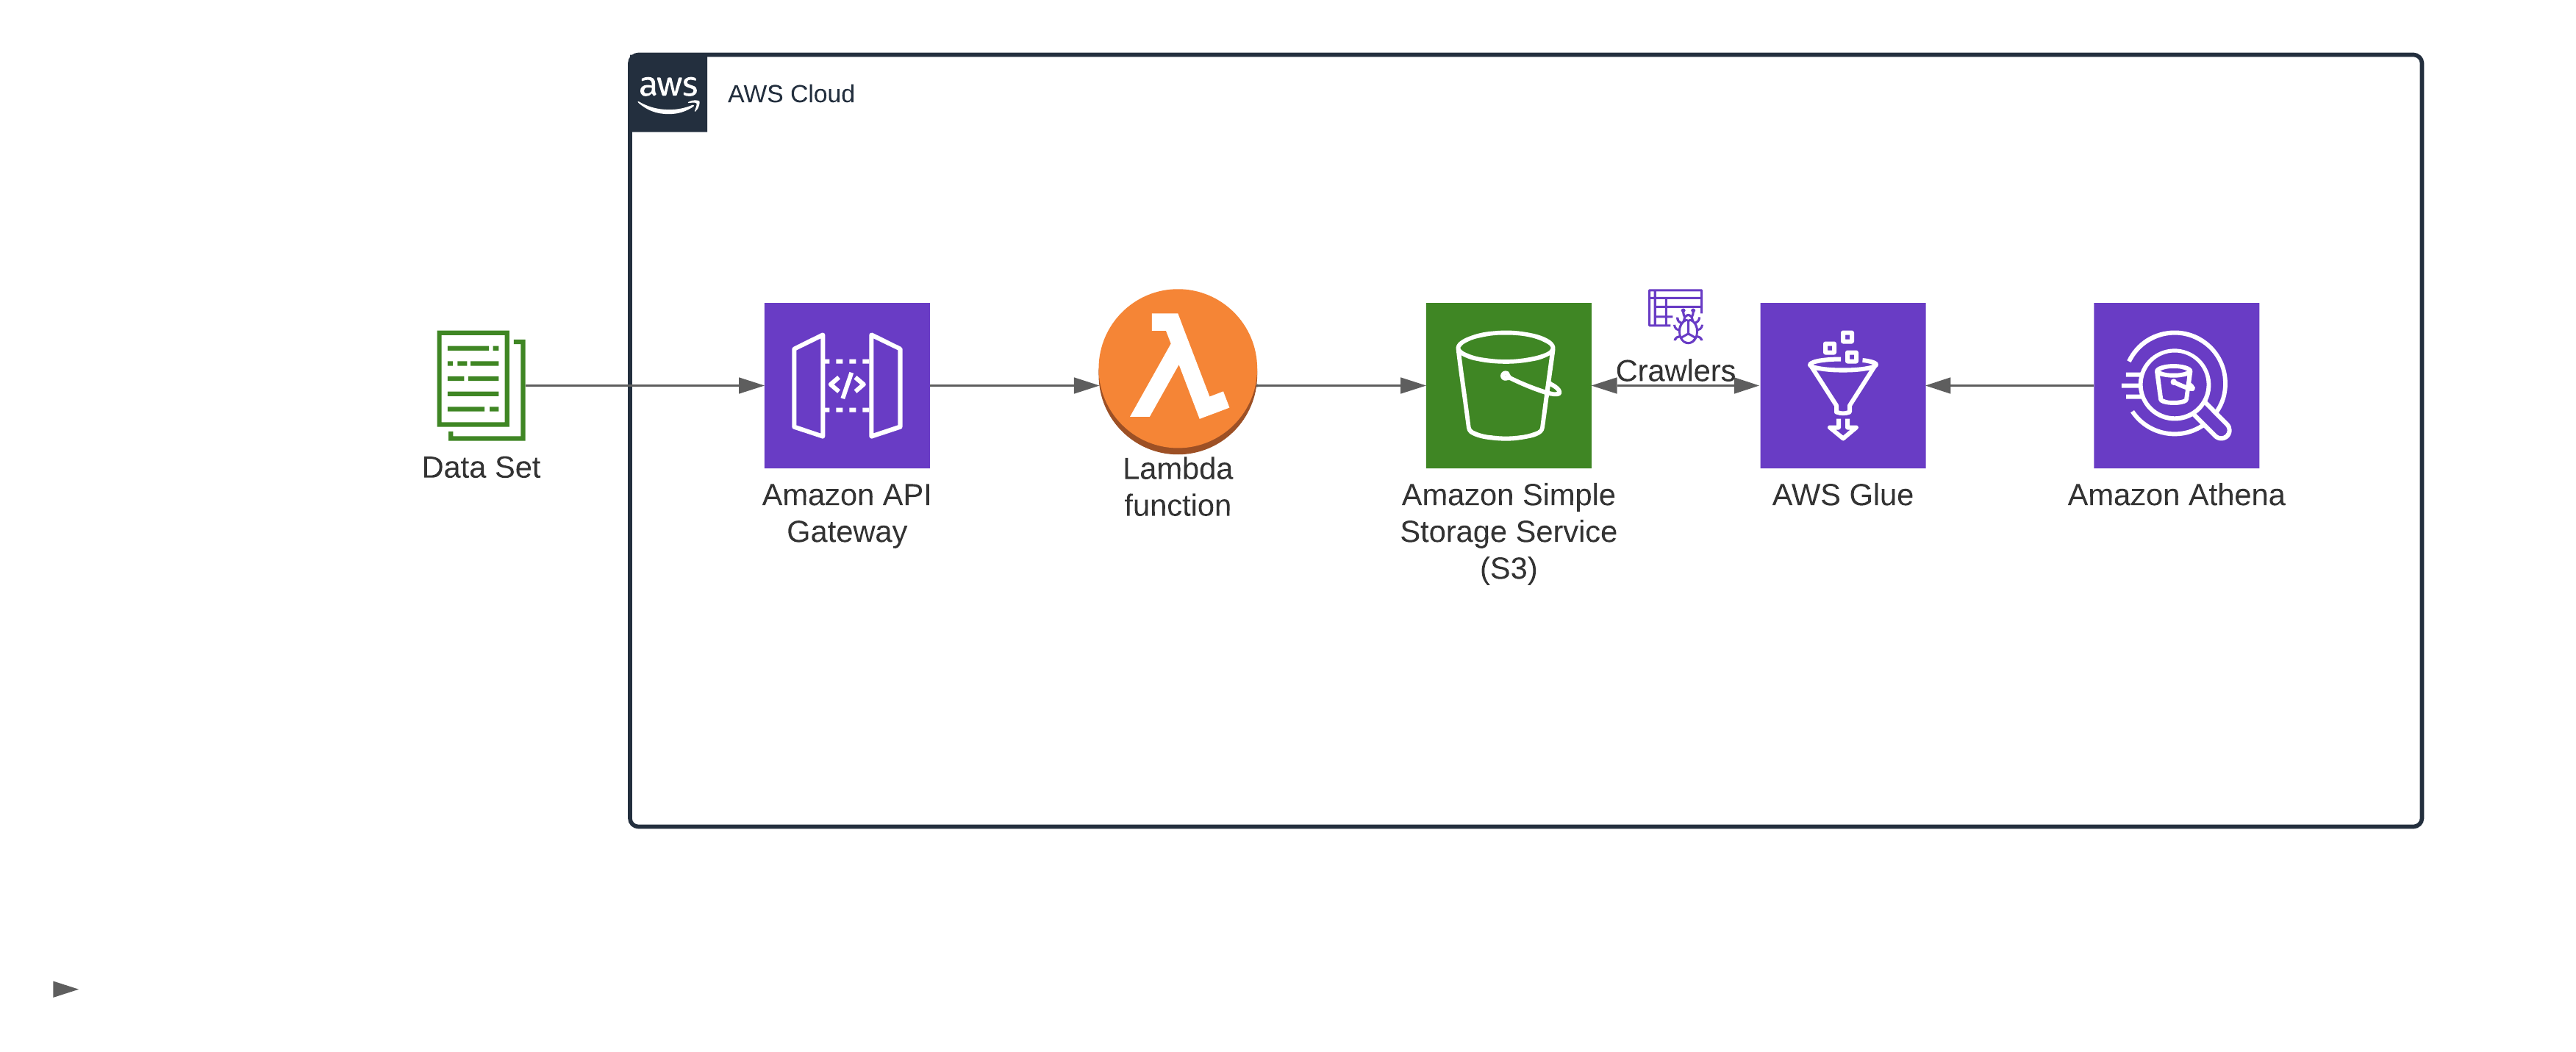 aws
AWS Cloud
Crawlers
Data Set
Amazon API
Gateway
Lambda
function
Amazon Simple
Storage Service
(S3)
AWS Glue
Amazon Athena